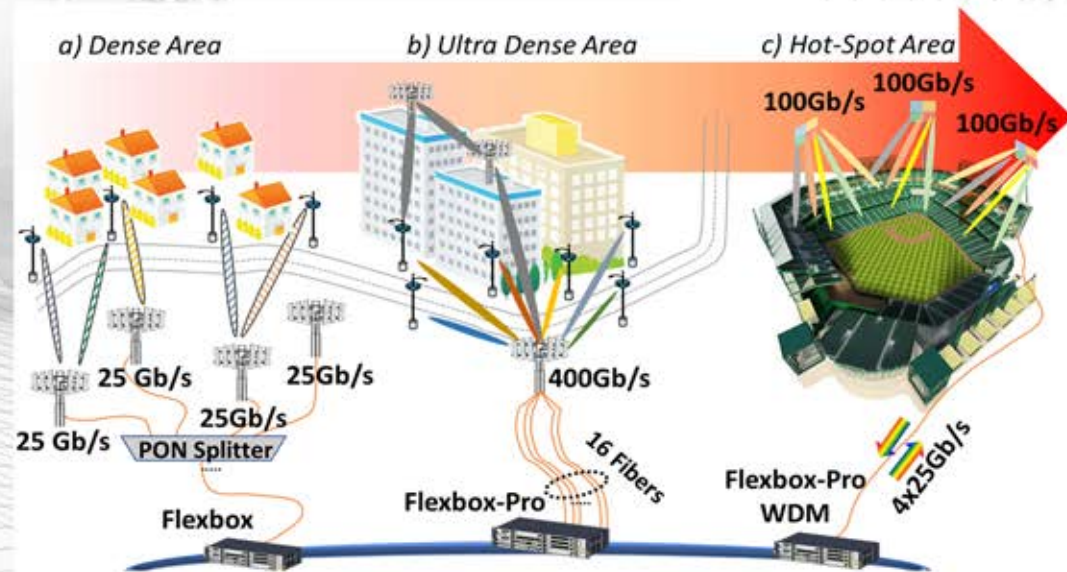 a) Dense Area
b) Ultra Dense Area
c) Hot-Spot Area
100Gb/s
100Gb/s
100Gb/s
25 Gb/s
25 Gb/s
25Gb/s
25Gb/s
PON Splitter
.....
Flexbox
400Gb/s
16 Fibers
.....
Flexbox-Pro
4x25Gb/s
Flexbox-Pro
WDM